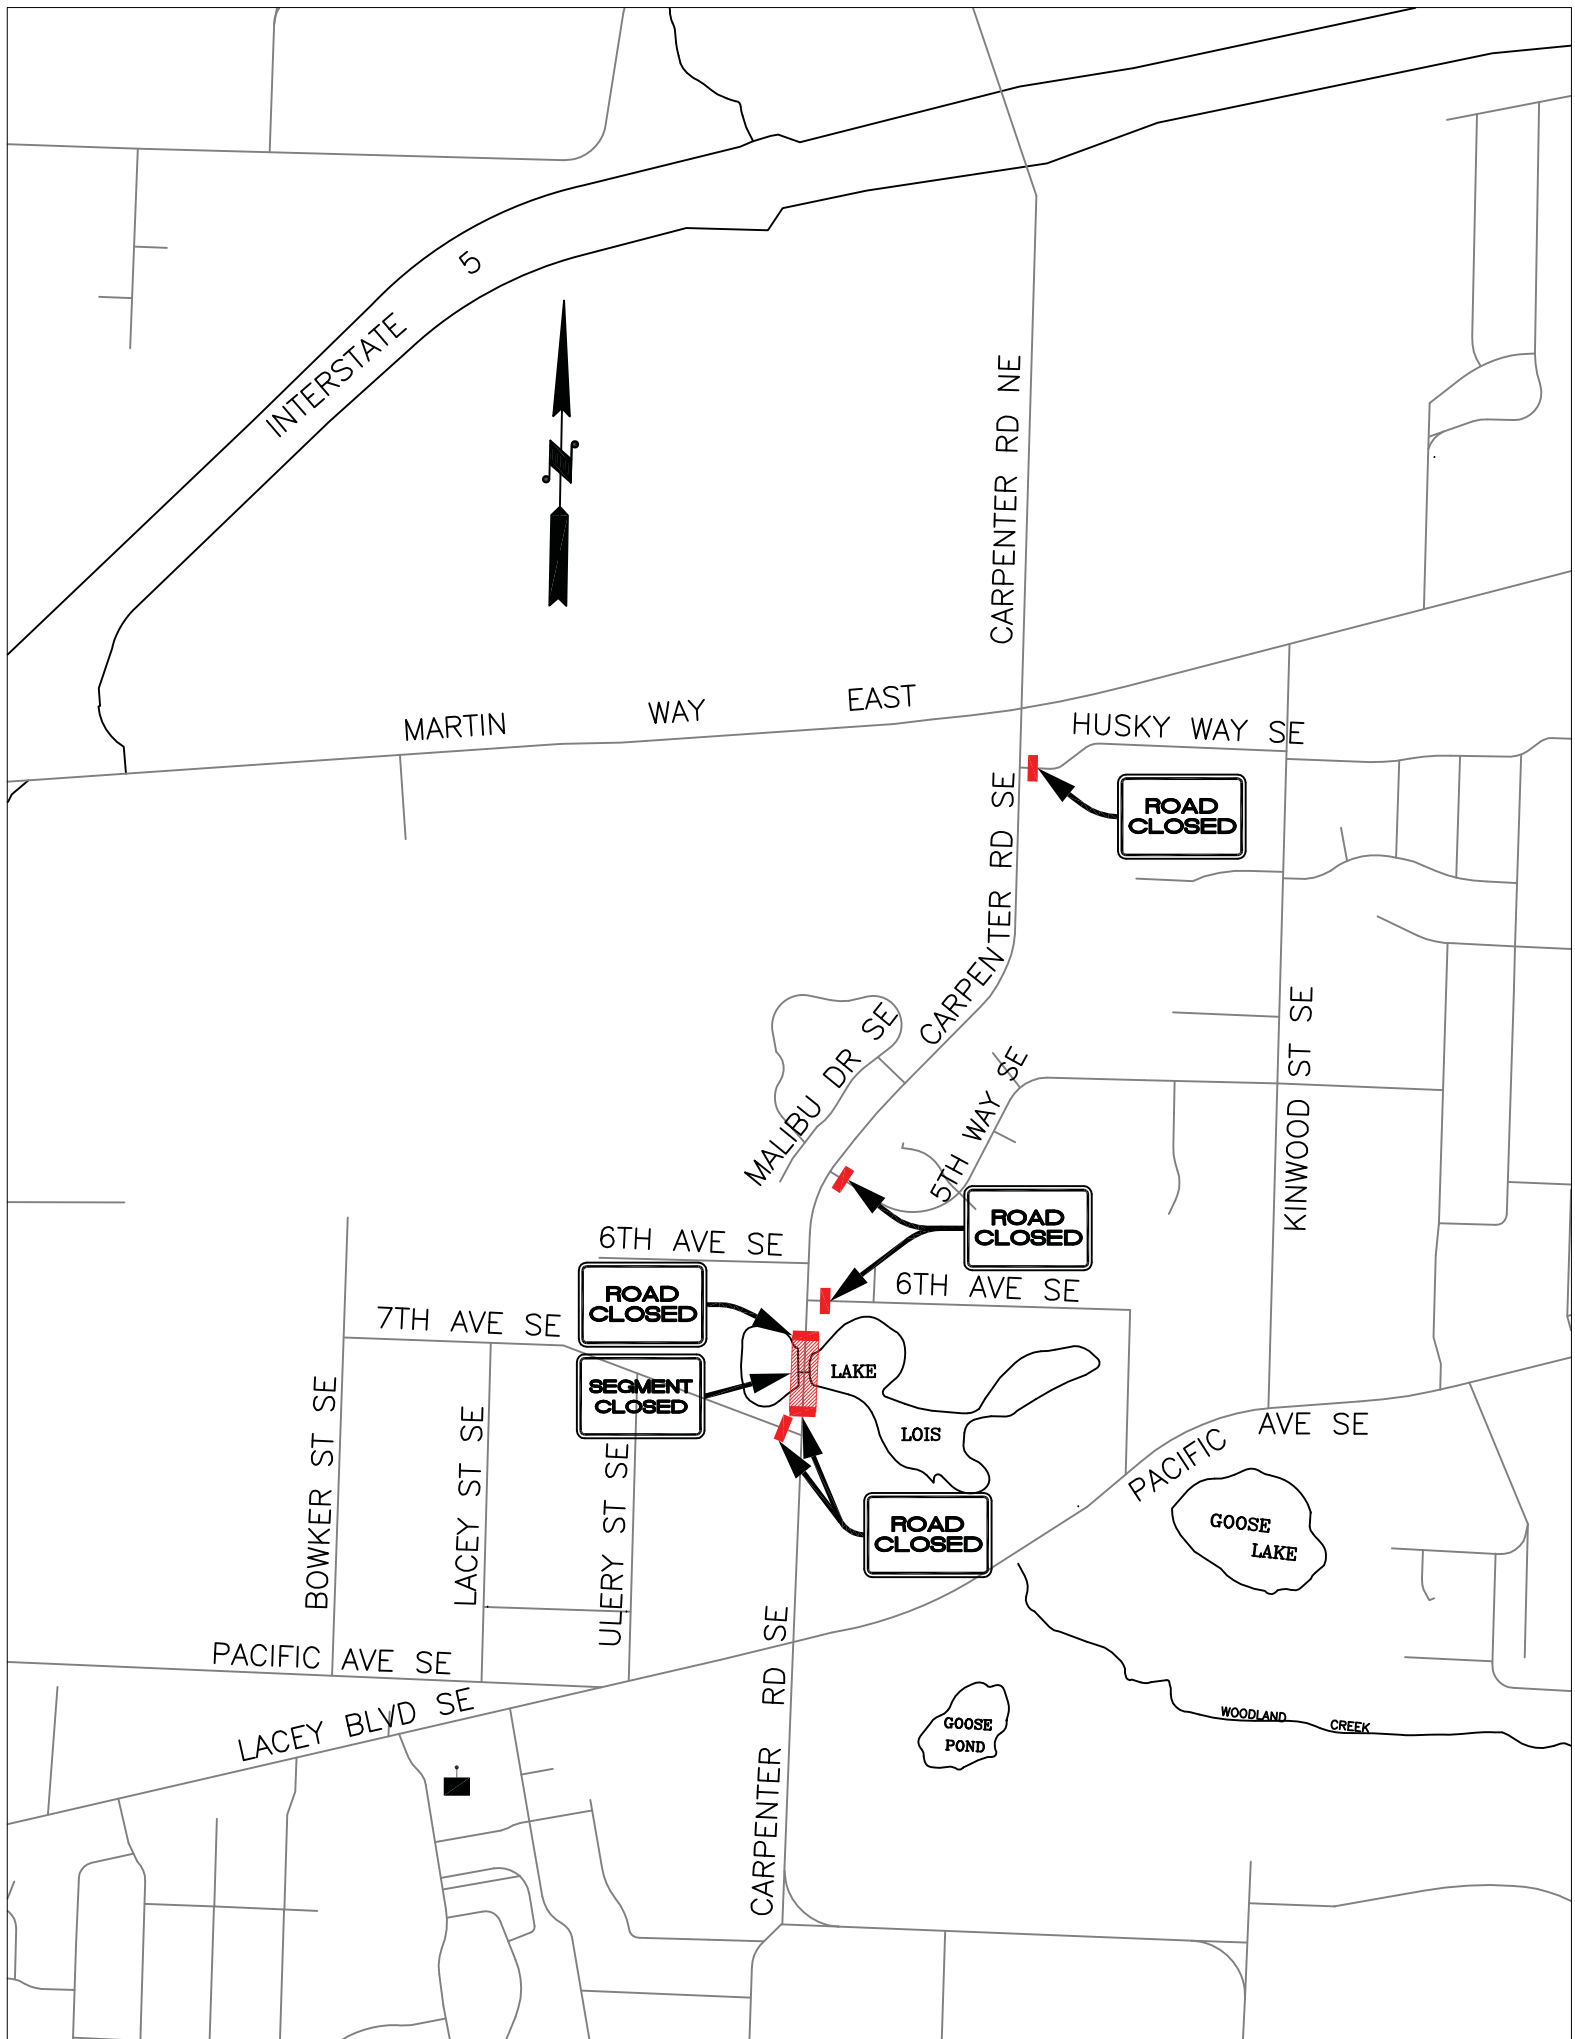 INTERSTATE 5
CARPENTER RD NE
MARTIN WAY EAST
HUSKY WAY SE
ROAD
CLOSED
CARPENTER RD SE
MALIBU DR SE
5TH WAY SE
KINWOOD ST SE
ROAD
CLOSED
6TH AVE SE
6TH AVE SE
ROAD
CLOSED
7TH AVE SE
SEGMENT
CLOSED
LAKE
LOIS
BOWKER ST SE
LACEY ST SE
ULERY ST SE
PACIFIC AVE SE
ROAD
CLOSED
GOOSE
LAKE
CARPENTER RD SE
PACIFIC AVE SE
LACEY BLVD SE
GOOSE
POND
WOODLAND CREEK